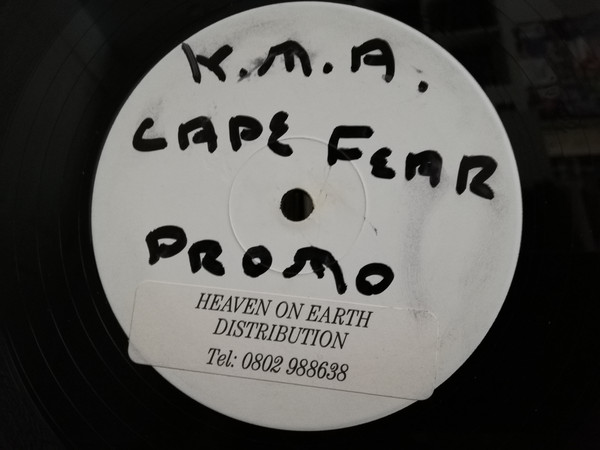 K.M.A.
CAPE FEAR
PROMO
HEAVEN ON EARTH
DISTRIBUTION
Tel: 0802 988638